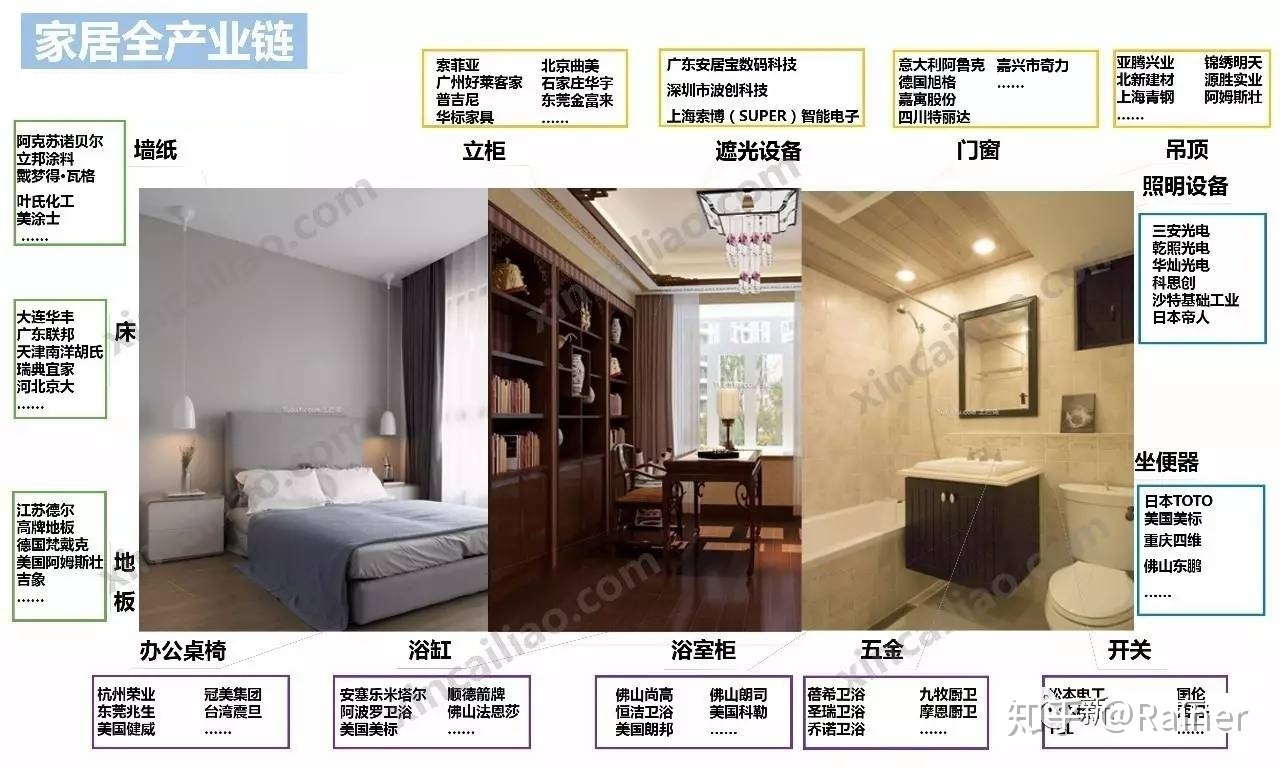 家居全产业链
索菲亚 北京曲美
广州好莱客家 石家庄华宇
普吉尼 东莞金富来
华标家具 ......
立柜
广东安居宝数码科技
深圳市波创科技
上海索博（SUPER）智能电子
遮光设备
意大利阿鲁克 嘉兴市奇力
德国旭格 ......
嘉寓股份
四川特丽达
门窗
亚腾兴业 锦绣明天
北新建材 源胜实业
上海青钢 阿姆斯壮
......
吊顶
阿克苏诺贝尔
立邦涂料
戴梦得·瓦格
叶氏化工
美涂士
......
墙纸
照明设备
三安光电
乾照光电
华灿光电
科思创
沙特基础工业
日本帝人
大连华丰
广东联邦
天津南洋胡氏
瑞典宜家
河北京大
......
床
坐便器
日本TOTO
美国美标
重庆四维
佛山东鹏
......
江苏德尔
高牌地板
德国梵戴克
美国阿姆斯壮
吉象
......
地板
办公桌椅
杭州荣业 冠美集团
东莞兆生 台湾震旦
美国健威 ......
浴缸
安塞乐米塔尔 顺德箭牌
阿波罗卫浴 佛山法恩莎
美国美标 ......
浴室柜
佛山尚高 佛山朗司
恒洁卫浴 美国科勒
美国朗邦 ......
五金
蓓希卫浴 九牧厨卫
圣瑞卫浴 摩恩厨卫
乔诺卫浴 ......
开关
松本电工
......
xincailiao.com
xincailiao.com
xincailiao.com
xincailiao.com
xincailiao.com
xincailiao.com
知乎 @Rainer